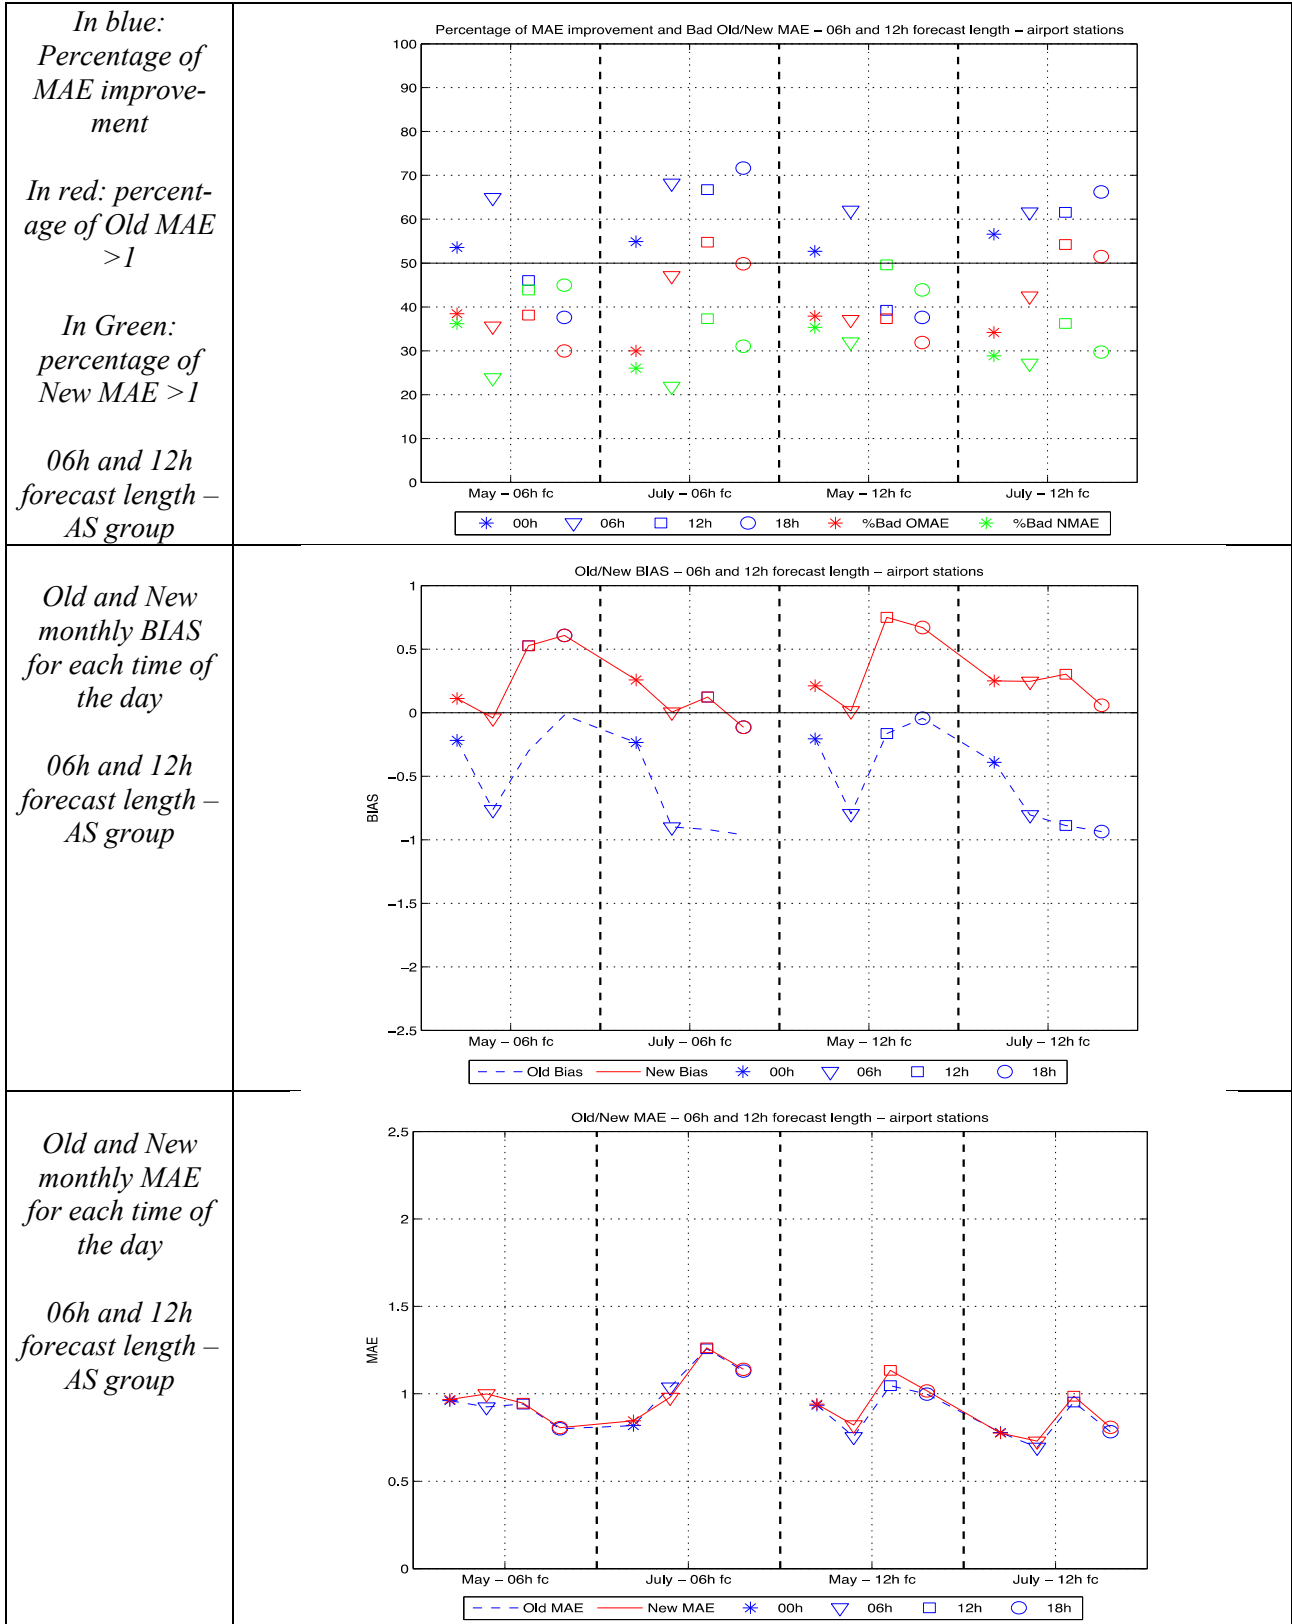 In blue:
Percentage of
MAE improve-
ment
In red: percent-
age of Old MAE
>1
In Green:
percentage of
New MAE >1
06h and 12h
forecast length –
AS group
Percentage of MAE improvement and Bad Old/New MAE – 06h and 12h forecast length – airport stations
100
90
80
70
60
50
40
30
20
10
0
May – 06h fc July – 06h fc May – 12h fc July – 12h fc
00h 06h 12h 18h %Bad OMAE %Bad NMAE
Old and New
monthly BIAS
for each time of
the day
06h and 12h
forecast length –
AS group
Old/New BIAS – 06h and 12h forecast length – airport stations
BIAS
1
0.5
0
−0.5
−1
−1.5
−2
−2.5
May – 06h fc July – 06h fc May – 12h fc July – 12h fc
Old Bias New Bias 00h 06h 12h 18h
Old and New
monthly MAE
for each time of
the day
06h and 12h
forecast length –
AS group
Old/New MAE – 06h and 12h forecast length – airport stations
MAE
2.5
2
1.5
1
0.5
0
May – 06h fc July – 06h fc May – 12h fc July – 12h fc
Old MAE New MAE 00h 06h 12h 18h